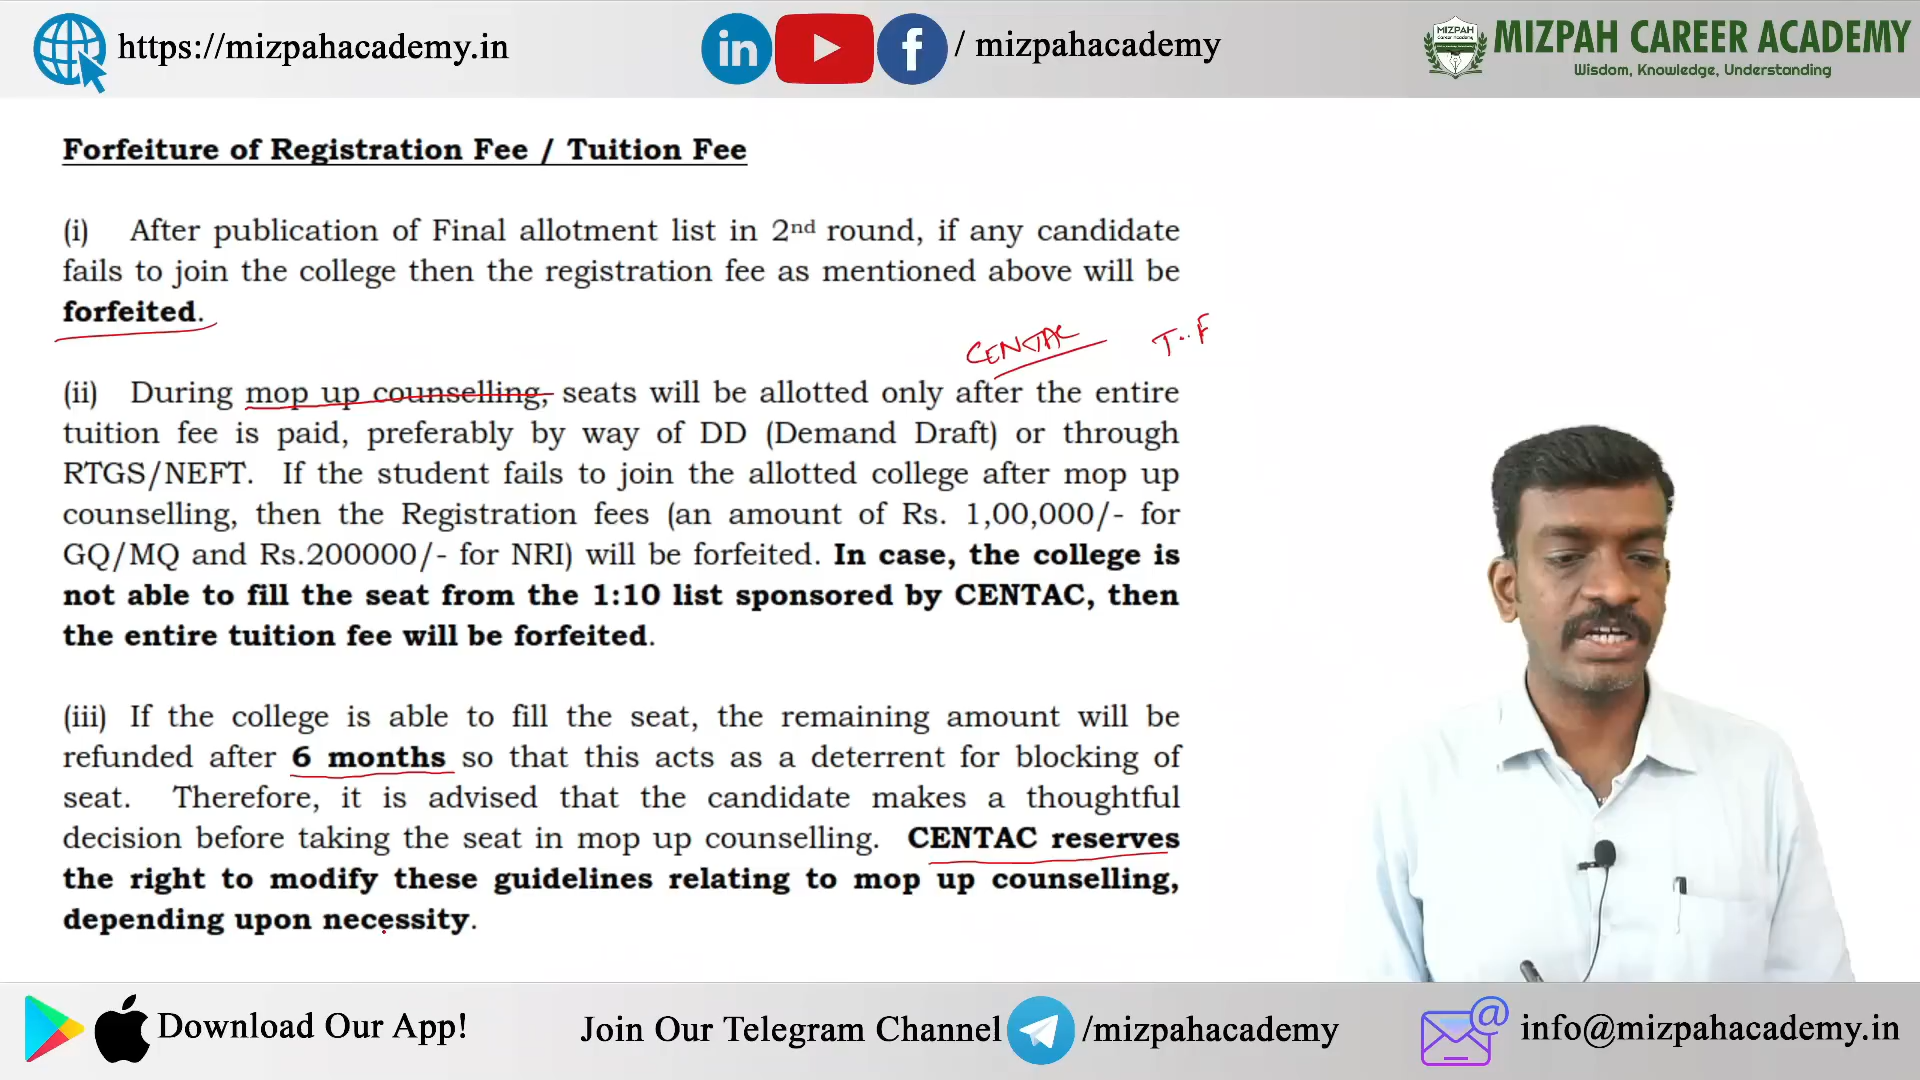 https://mizpahacademy.in
in f / mizpahacademy
MIZPAH
Career Academy
MIZPAH CAREER ACADEMY
Wisdom, Knowledge, Understanding
Forfeiture of Registration Fee / Tuition Fee
(i) After publication of Final allotment list in 2nd round, if any candidate
fails to join the college then the registration fee as mentioned above will be
forfeited.
CENTAC T.F
(ii) During mop up counselling, seats will be allotted only after the entire
tuition fee is paid, preferably by way of DD (Demand Draft) or through
RTGS/NEFT. If the student fails to join the allotted college after mop up
counselling, then the Registration fees (an amount of Rs. 1,00,000/- for
GQ/MQ and Rs.200000/- for NRI) will be forfeited. In case, the college is
not able to fill the seat from the 1:10 list sponsored by CENTAC, then
the entire tuition fee will be forfeited.
(iii) If the college is able to fill the seat, the remaining amount will be
refunded after 6 months so that this acts as a deterrent for blocking of
seat. Therefore, it is advised that the candidate makes a thoughtful
decision before taking the seat in mop up counselling. CENTAC reserves
the right to modify these guidelines relating to mop up counselling,
depending upon necessity.
Download Our App!
Join Our Telegram Channel /mizpahacademy
@ info@mizpahacademy.in